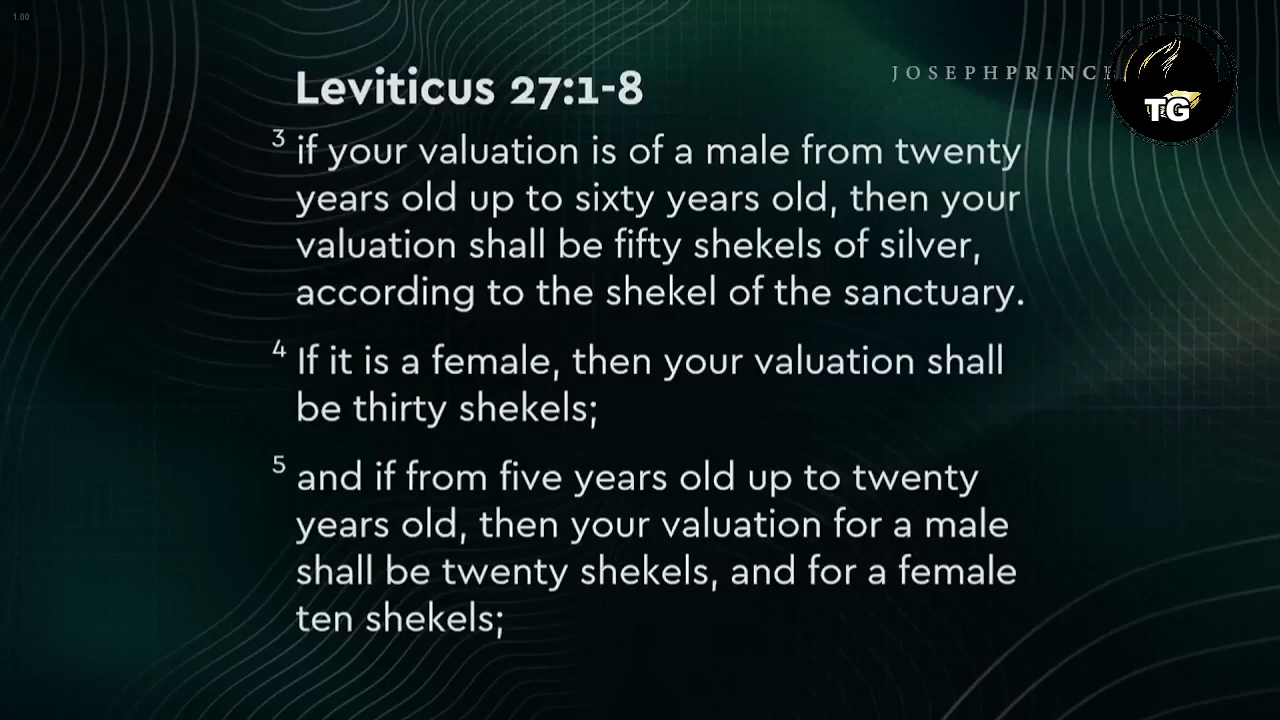 1.00
JOSEPHPRINC
TG
Leviticus 27:1-8
3 if your valuation is of a male from twenty
years old up to sixty years old, then your
valuation shall be fifty shekels of silver,
according to the shekel of the sanctuary.
4 If it is a female, then your valuation shall
be thirty shekels;
5 and if from five years old up to twenty
years old, then your valuation for a male
shall be twenty shekels, and for a female
ten shekels;